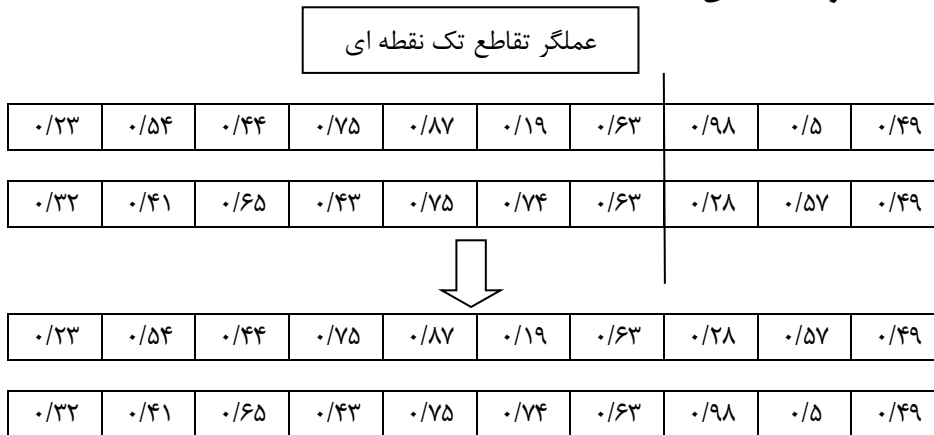 عملگر تقاطع تک نقطه ای
۰/۲۳ ۰/۵۴ ۰/۴۴ ۰/۷۵ ۰/۸۷ ۰/۱۹ ۰/۶۳ ۰/۹۸ ۰/۵ ۰/۴۹
۰/۳۲ ۰/۴۱ ۰/۶۵ ۰/۴۳ ۰/۷۵ ۰/۷۴ ۰/۶۳ ۰/۲۸ ۰/۵۷ ۰/۴۹
۰/۲۳ ۰/۵۴ ۰/۴۴ ۰/۷۵ ۰/۸۷ ۰/۱۹ ۰/۶۳ ۰/۲۸ ۰/۵۷ ۰/۴۹
۰/۳۲ ۰/۴۱ ۰/۶۵ ۰/۴۳ ۰/۷۵ ۰/۷۴ ۰/۶۳ ۰/۹۸ ۰/۵ ۰/۴۹